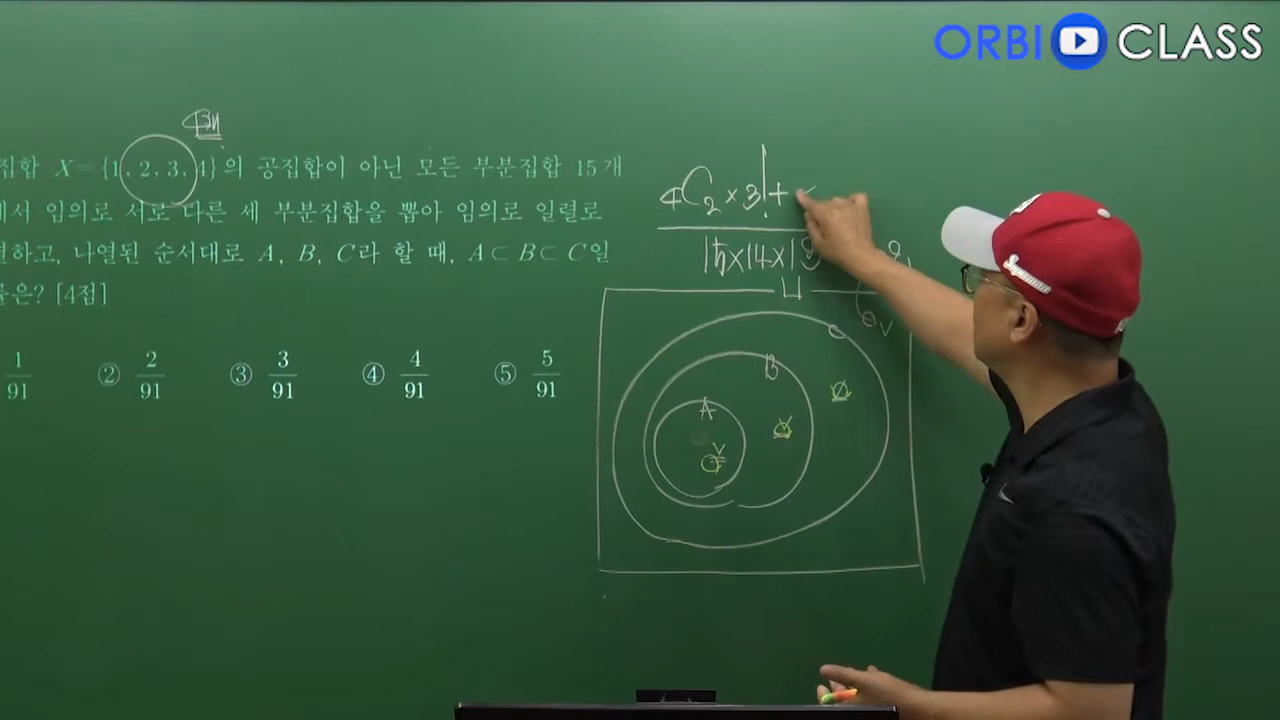 ORBI CLASS
집합 X = {1, 2, 3, 4}의 공집합이 아닌 모든 부분집합 15개
에서 임의로 서로 다른 세 부분집합을 뽑아 임의로 일렬로
하고, 나열된 순서대로 A, B, C라 할 때, A⊂B⊂C일
은? [4점]
1/91 ② 2/91 ③ 3/91 ④ 4/91 ⑤ 5/91
4C2 × 3! +
15×14×13
U
C
B
A